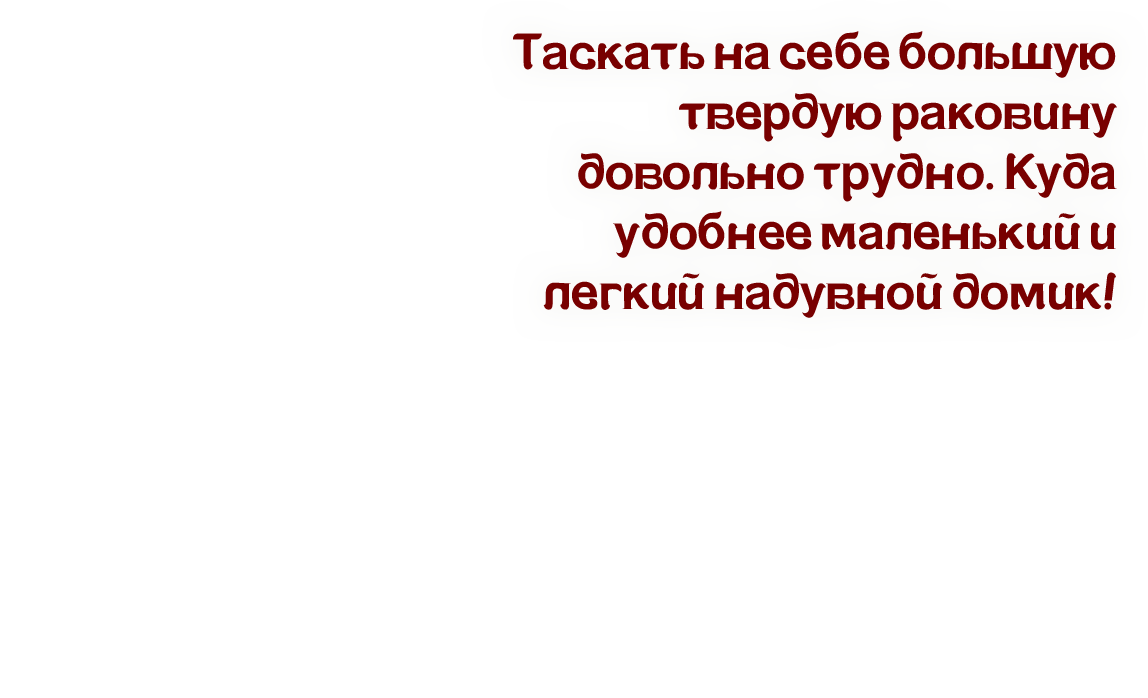 Таскать на себе большую
твердую раковину
довольно трудно. Куда
удобнее маленький и
легкий надувной домик!